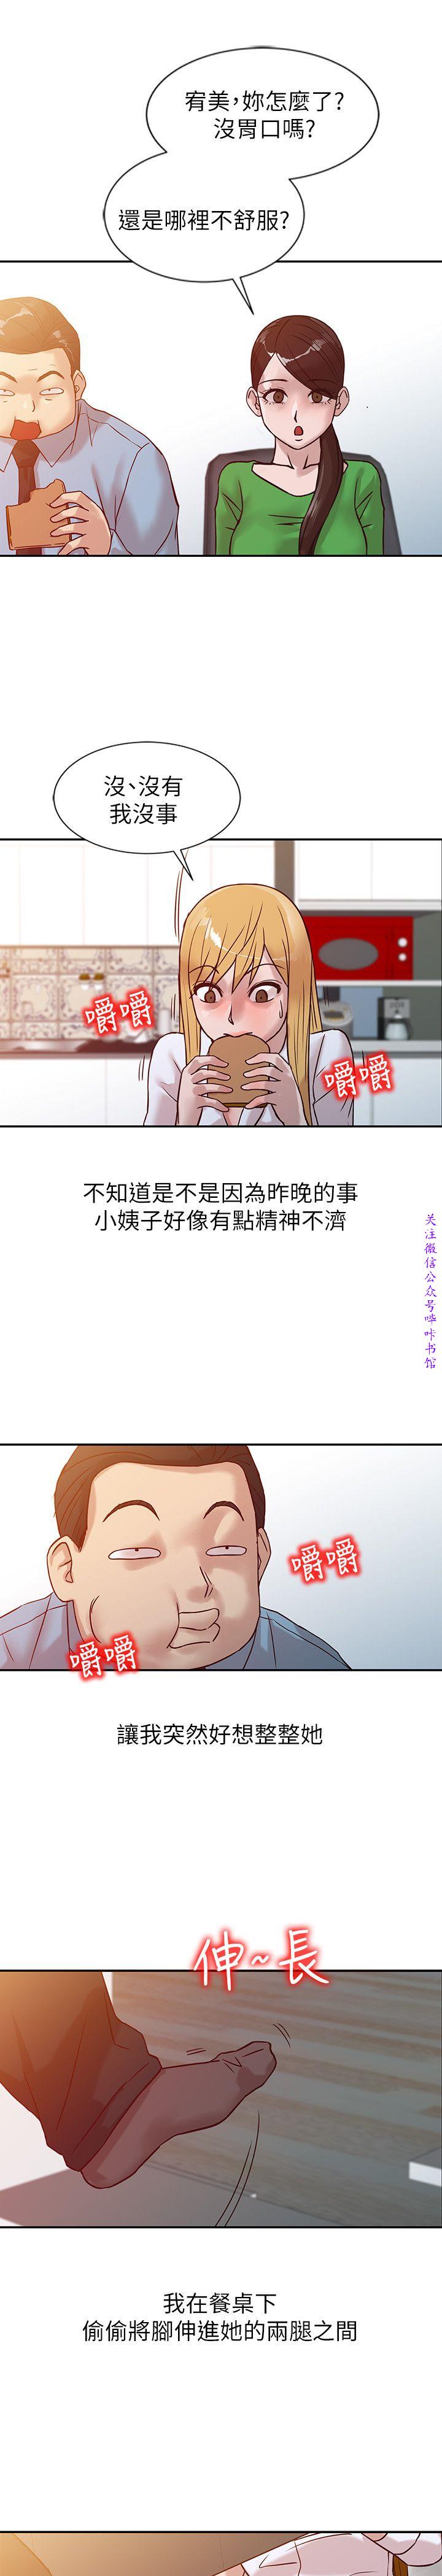 宥美，妳怎麼了？
沒胃口嗎？
還是哪裡不舒服？
沒、沒有
我沒事
嚼嚼
嚼嚼
不知道是不是因為昨晚的事
小姨子好像有點精神不濟
关注微信公众号哗咔书馆
嚼嚼
嚼嚼
讓我突然好想整整她
伸~長
我在餐桌下
偷偷將腳伸進她的兩腿之間